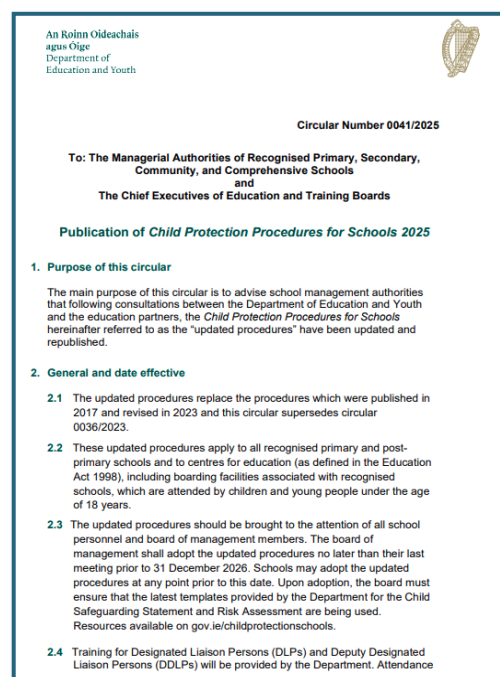 An Roinn Oideachais
agus Óige
Department of
Education and Youth
Circular Number 0041/2025
To: The Managerial Authorities of Recognised Primary, Secondary,
Community, and Comprehensive Schools
and
The Chief Executives of Education and Training Boards
Publication of Child Protection Procedures for Schools 2025
1. Purpose of this circular
The main purpose of this circular is to advise school management authorities
that following consultations between the Department of Education and Youth
and the education partners, the Child Protection Procedures for Schools
hereinafter referred to as the “updated procedures” have been updated and
republished.
2. General and date effective
2.1 The updated procedures replace the procedures which were published in
2017 and revised in 2023 and this circular supersedes circular
0036/2023.
2.2 These updated procedures apply to all recognised primary and post-
primary schools and to centres for education (as defined in the Education
Act 1998), including boarding facilities associated with recognised
schools, which are attended by children and young people under the age
of 18 years.
2.3 The updated procedures should be brought to the attention of all school
personnel and board of management members. The board of
management shall adopt the updated procedures no later than their last
meeting prior to 31 December 2026. Schools may adopt the updated
procedures at any point prior to this date. Upon adoption, the board must
ensure that the latest templates provided by the Department for the Child
Safeguarding Statement and Risk Assessment are being used.
Resources available on gov.ie/childprotectionschools.
2.4 Training for Designated Liaison Persons (DLPs) and Deputy Designated
Liaison Persons (DDLPs) will be provided by the Department. Attendance